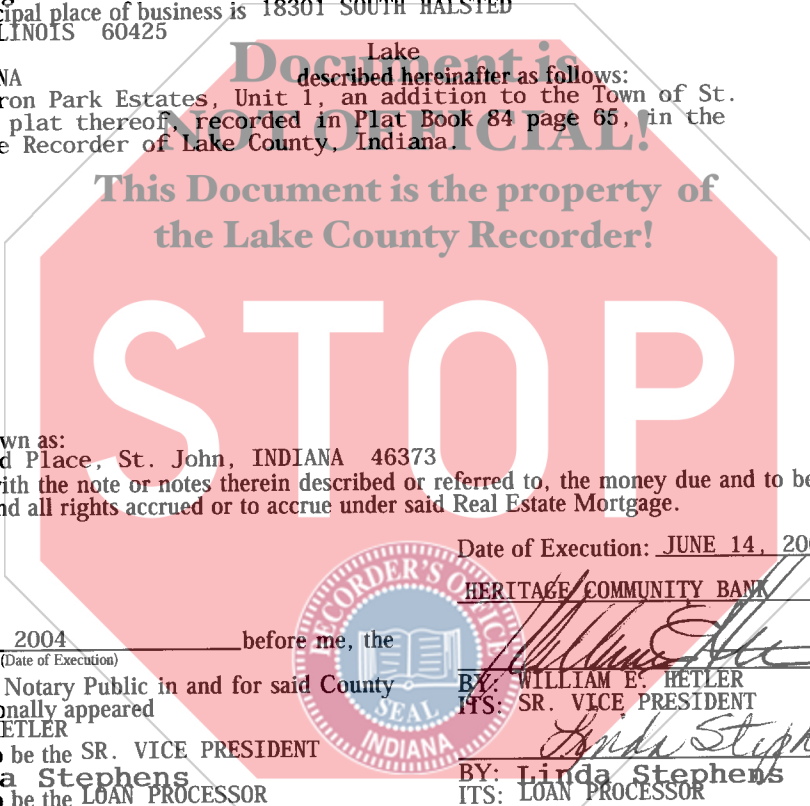 cipal place of business is 18301 SOUTH HALSTED
LINOIS 60425
Lake
Document is
NA described hereinafter as follows:
ron Park Estates, Unit 1, an addition to the Town of St.
plat thereof, recorded in Plat Book 84 page 65, in the
NOT OFFICIAL!
e Recorder of Lake County, Indiana.
This Document is the property of
the Lake County Recorder!
STOP
wn as:
d Place, St. John, INDIANA 46373
ith the note or notes therein described or referred to, the money due and to be
nd all rights accrued or to accrue under said Real Estate Mortgage.
Date of Execution: JUNE 14, 200
HERITAGE COMMUNITY BANK
2004 before me, the
(Date of Execution)
Notary Public in and for said County
onally appeared
ETLER
o be the SR. VICE PRESIDENT
a Stephens
o be the LOAN PROCESSOR
BY: WILLIAM E. HETLER
ITS: SR. VICE PRESIDENT
Linda Steph
BY: Linda Stephens
ITS: LOAN PROCESSOR
RECORDER'S OFFICE
SEAL
INDIANA